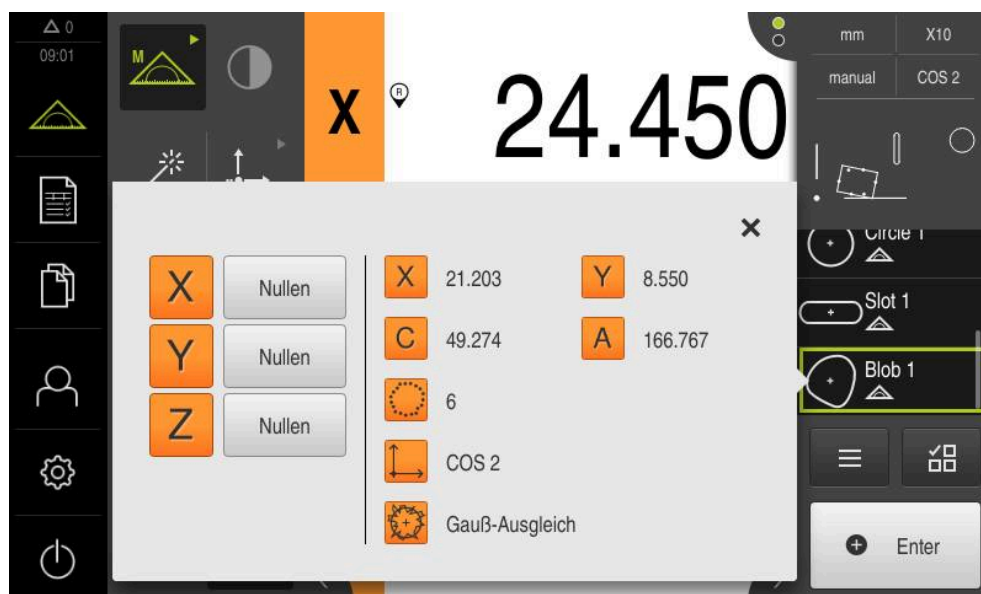 0
09:01
M
X
R
24.450
mm X10
manual COS 2
Circle 1
Slot 1
Blob 1
X Nullen
Y Nullen
Z Nullen
X 21.203 Y 8.550
C 49.274 A 166.767
6
COS 2
Gauß-Ausgleich
Enter